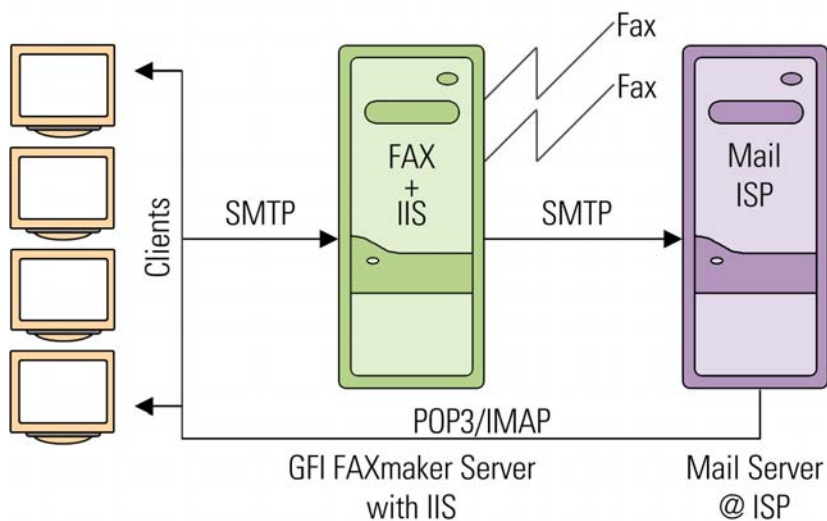 Fax
Fax
FAX
+
IIS
Mail
ISP
SMTP
SMTP
Clients
POP3/IMAP
GFI FAXmaker Server
with IIS
Mail Server
@ ISP